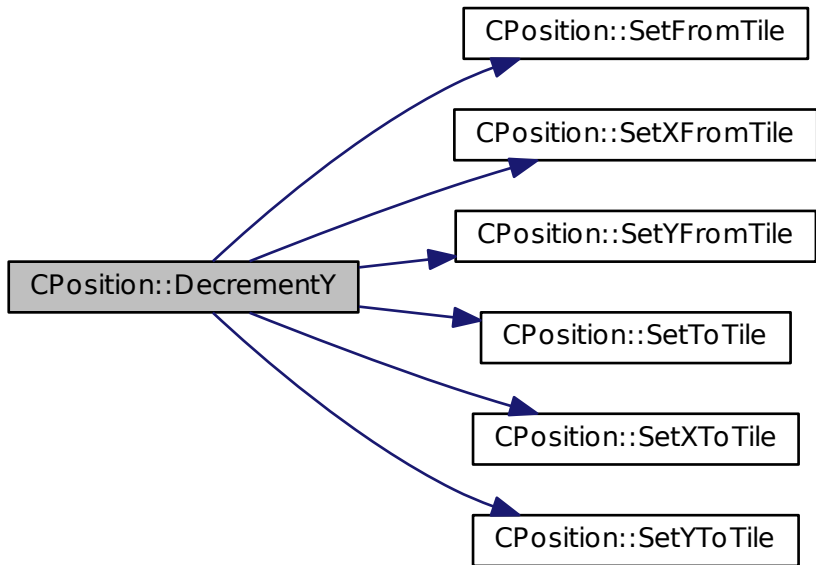 CPosition::SetFromTile
CPosition::SetXFromTile
CPosition::SetYFromTile
CPosition::DecrementY
CPosition::SetToTile
CPosition::SetXToTile
CPosition::SetYToTile